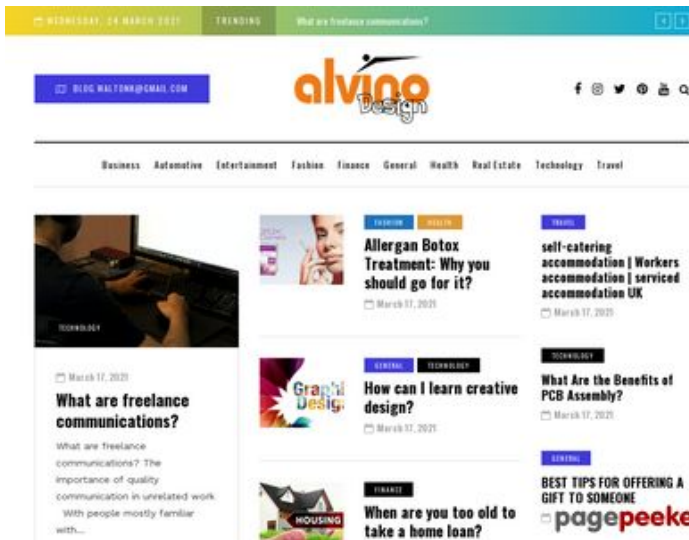 WEDNESDAY, 24 MARCH 2021
TRENDING
What are freelance communications?
BLOG.WALTONN@GMAIL.COM
alvino
Design
Business Automotive Entertainment Fashion Finance General Health Real Estate Technology Travel
TECHNOLOGY
March 17, 2021
What are freelance
communications?
What are freelance
communications? The
importance of quality
communication in unrelated work
With people mostly familiar
with...
FASHION HEALTH
Allergan Botox
Treatment: Why you
should go for it?
March 17, 2021
Graphi
Desig
GENERAL TECHNOLOGY
How can I learn creative
design?
March 17, 2021
HOUSING
FINANCE
When are you too old to
take a home loan?
TRAVEL
self-catering
accommodation | Workers
accommodation | serviced
accommodation UK
March 17, 2021
TECHNOLOGY
What Are the Benefits of
PCB Assembly?
March 17, 2021
GENERAL
BEST TIPS FOR OFFERING A
GIFT TO SOMEONE
pagepeeke